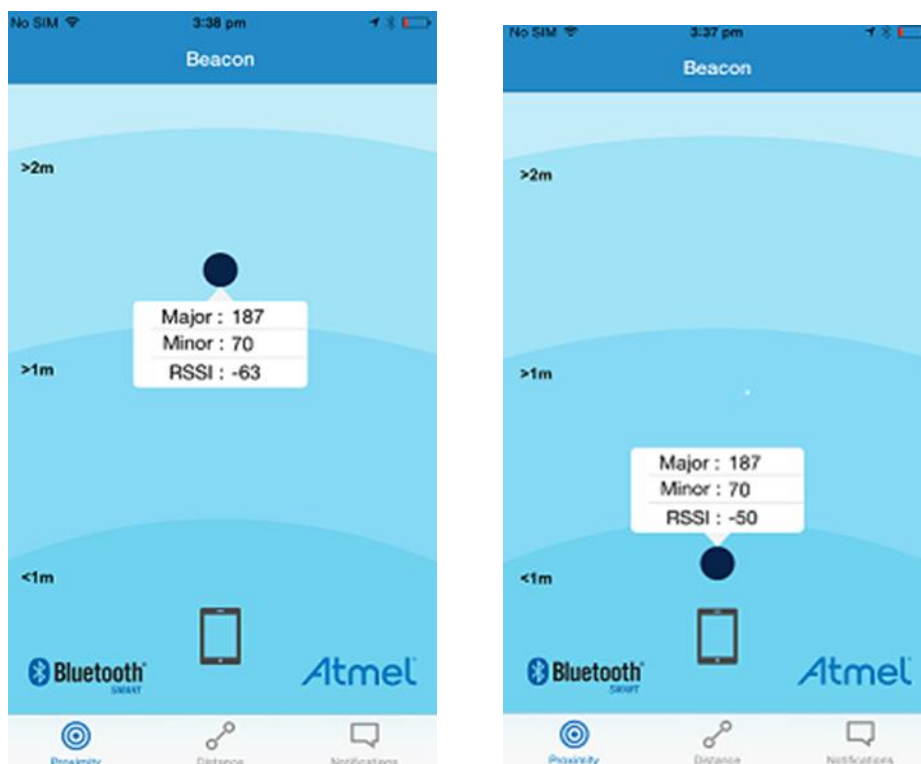 No SIM
3:38 pm
Beacon
>2m
Major : 187
Minor : 70
RSSI : -63
>1m
<1m
Bluetooth
SMART
Atmel
Proximity
Distance
Notifications
No SIM
3:37 pm
Beacon
>2m
>1m
Major : 187
Minor : 70
RSSI : -50
<1m
Bluetooth
SMART
Atmel
Proximity
Distance
Notifications